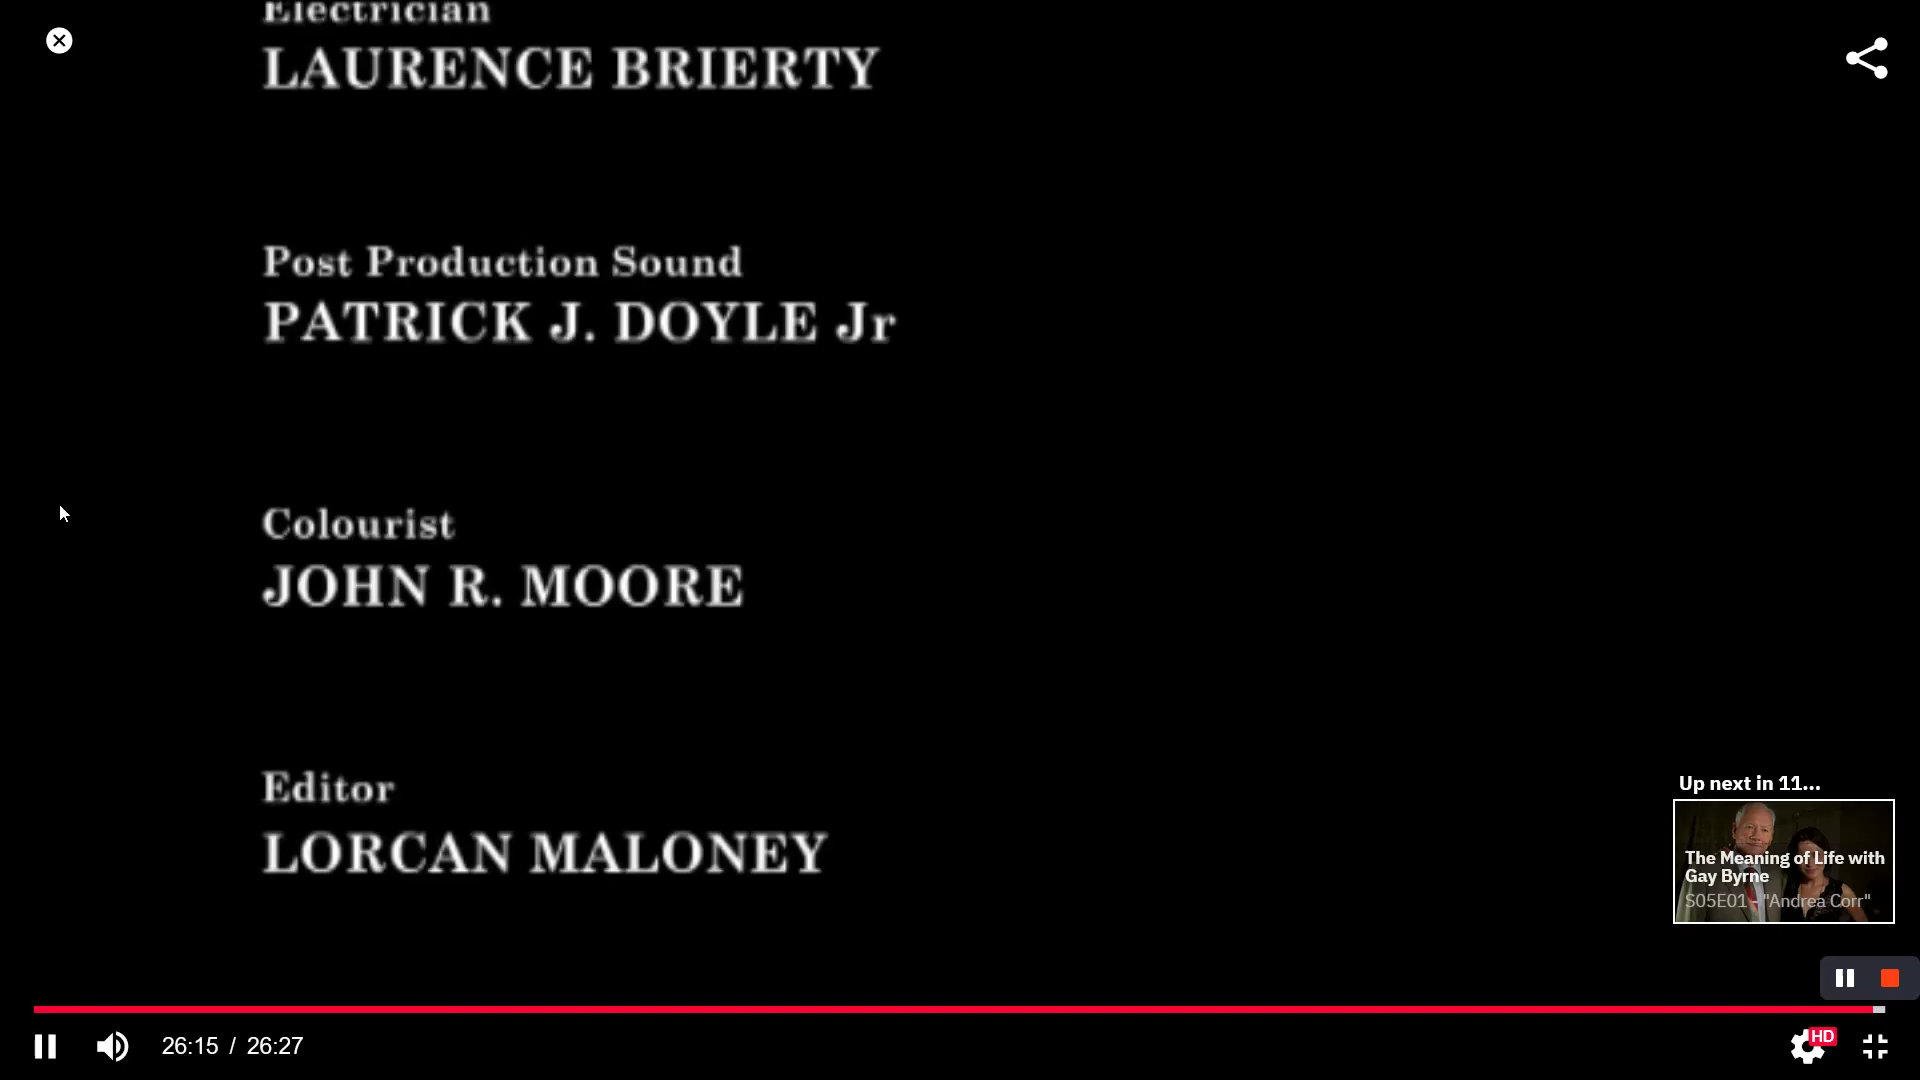 Electrician
LAURENCE BRIERTY
Post Production Sound
PATRICK J. DOYLE Jr
Colourist
JOHN R. MOORE
Editor
LORCAN MALONEY
Up next in 11...
The Meaning of Life with
Gay Byrne
S05E01 - "Andrea Corr"
26:15 / 26:27
HD